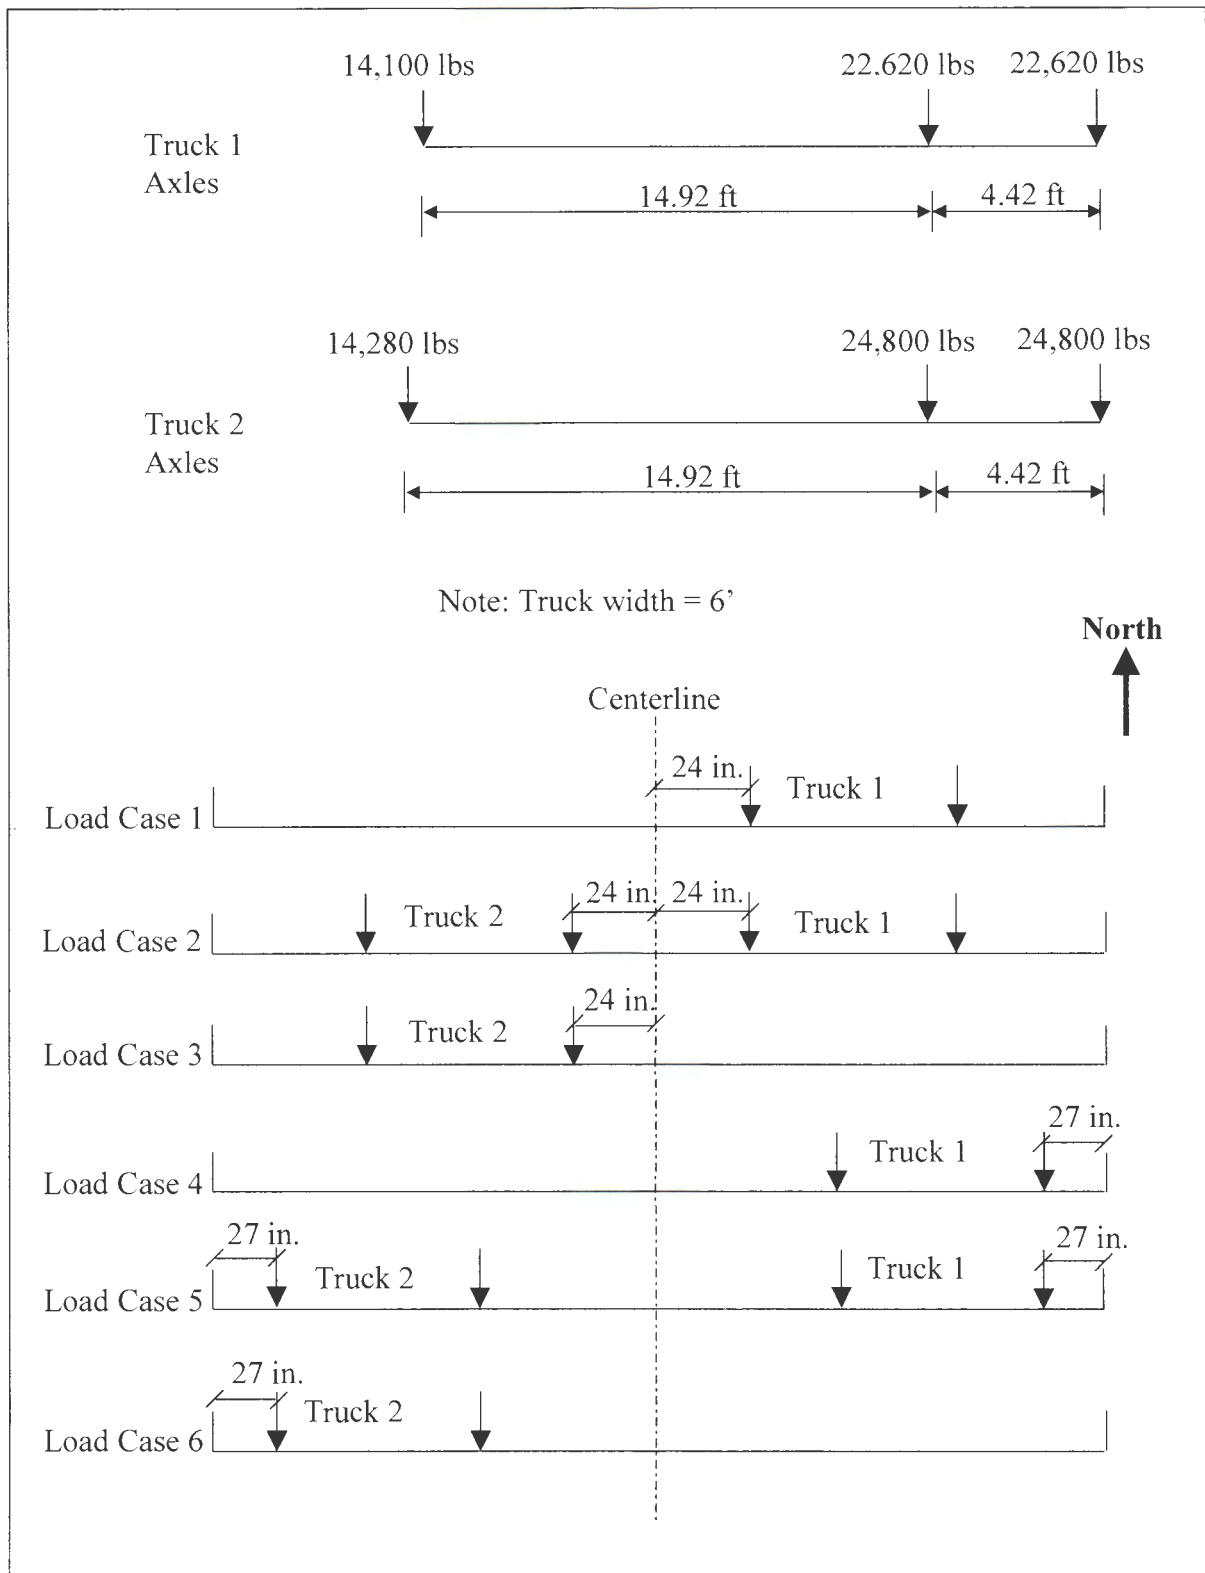 14,100 lbs 22.620 lbs 22,620 lbs
Truck 1
Axles
14.92 ft 4.42 ft
14,280 lbs 24,800 lbs 24,800 lbs
Truck 2
Axles
14.92 ft 4.42 ft
Note: Truck width = 6’
North
Centerline
24 in. Truck 1
Load Case 1
Truck 2 24 in. 24 in. Truck 1
Load Case 2
24 in.
Truck 2
Load Case 3
27 in.
Truck 1
Load Case 4
27 in. 27 in.
Truck 2 Truck 1
Load Case 5
27 in.
Truck 2
Load Case 6